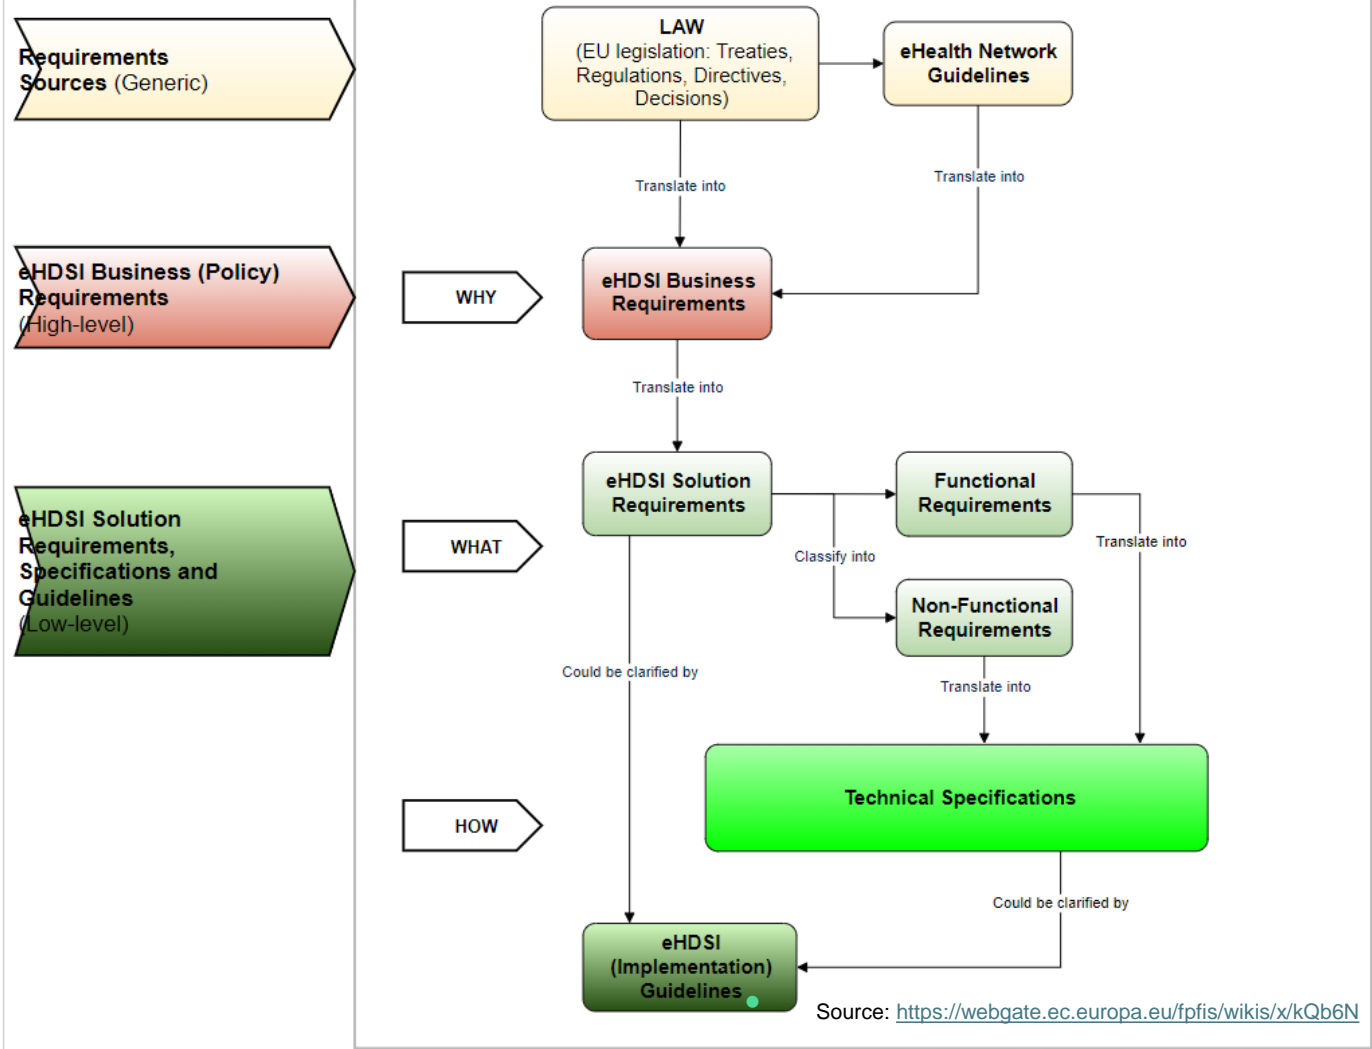 Requirements
Sources (Generic)
LAW
(EU legislation: Treaties,
Regulations, Directives,
Decisions)
eHealth Network
Guidelines
Translate into
Translate into
eHDSI Business (Policy)
Requirements
(High-level)
WHY
eHDSI Business
Requirements
Translate into
eHDSI Solution
Requirements,
Specifications and
Guidelines
(Low-level)
WHAT
eHDSI Solution
Requirements
Functional
Requirements
Classify into
Translate into
Non-Functional
Requirements
Could be clarified by
Translate into
HOW
Technical Specifications
Could be clarified by
eHDSI
(Implementation)
Guidelines
Source: https://webgate.ec.europa.eu/fpfis/wikis/x/kQb6N